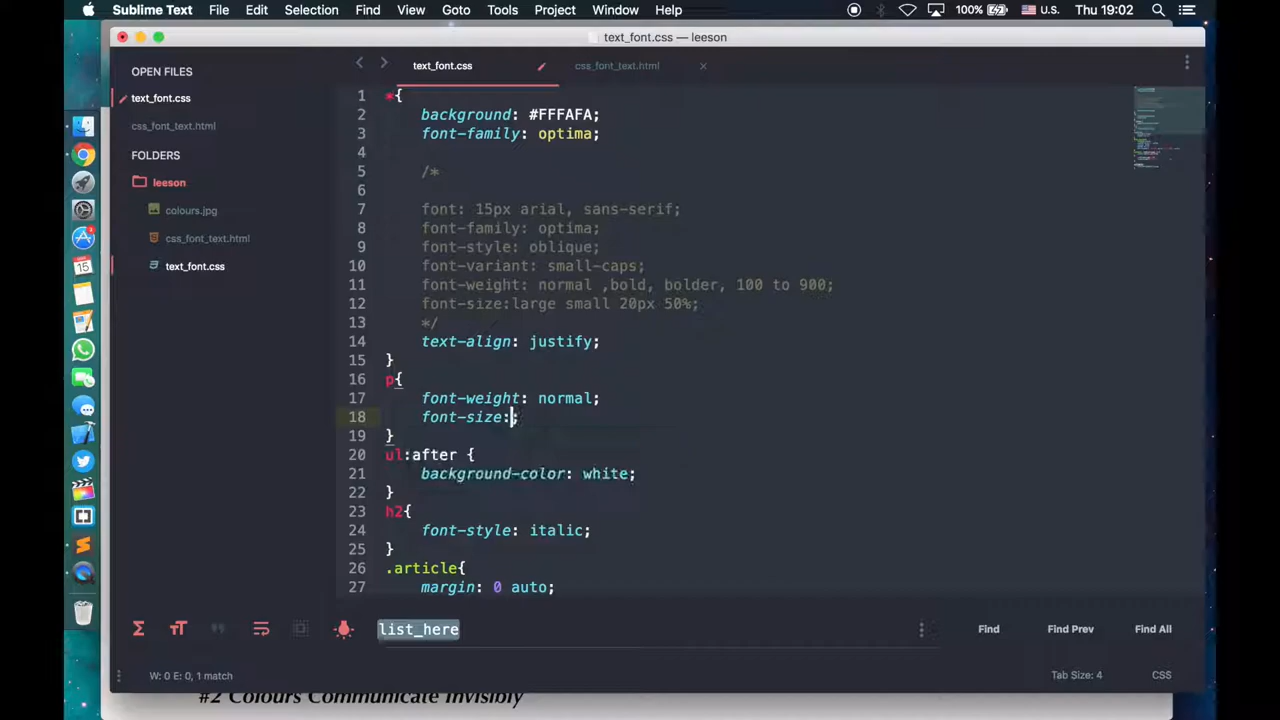 Sublime Text File Edit Selection Find View Goto Tools Project Window Help 100% U.S. Thu 19:02
text_font.css — leeson
OPEN FILES
text_font.css
css_font_text.html
FOLDERS
leeson
colours.jpg
css_font_text.html
text_font.css
text_font.css css_font_text.html
1 *{
2 background: #FFFAFA;
3 font-family: optima;
4
5 /*
6
7 font: 15px arial, sans-serif;
8 font-family: optima;
9 font-style: oblique;
10 font-variant: small-caps;
11 font-weight: normal ,bold, bolder, 100 to 900;
12 font-size:large small 20px 50%;
13 */
14 text-align: justify;
15 }
16 p{
17 font-weight: normal;
18 font-size:;
19 }
20 ul:after {
21 background-color: white;
22 }
23 h2{
24 font-style: italic;
25 }
26 .article{
27 margin: 0 auto;
list_here Find Find Prev Find All
W: 0 E: 0, 1 match Tab Size: 4 CSS
#2 Colours Communicate Invisibly